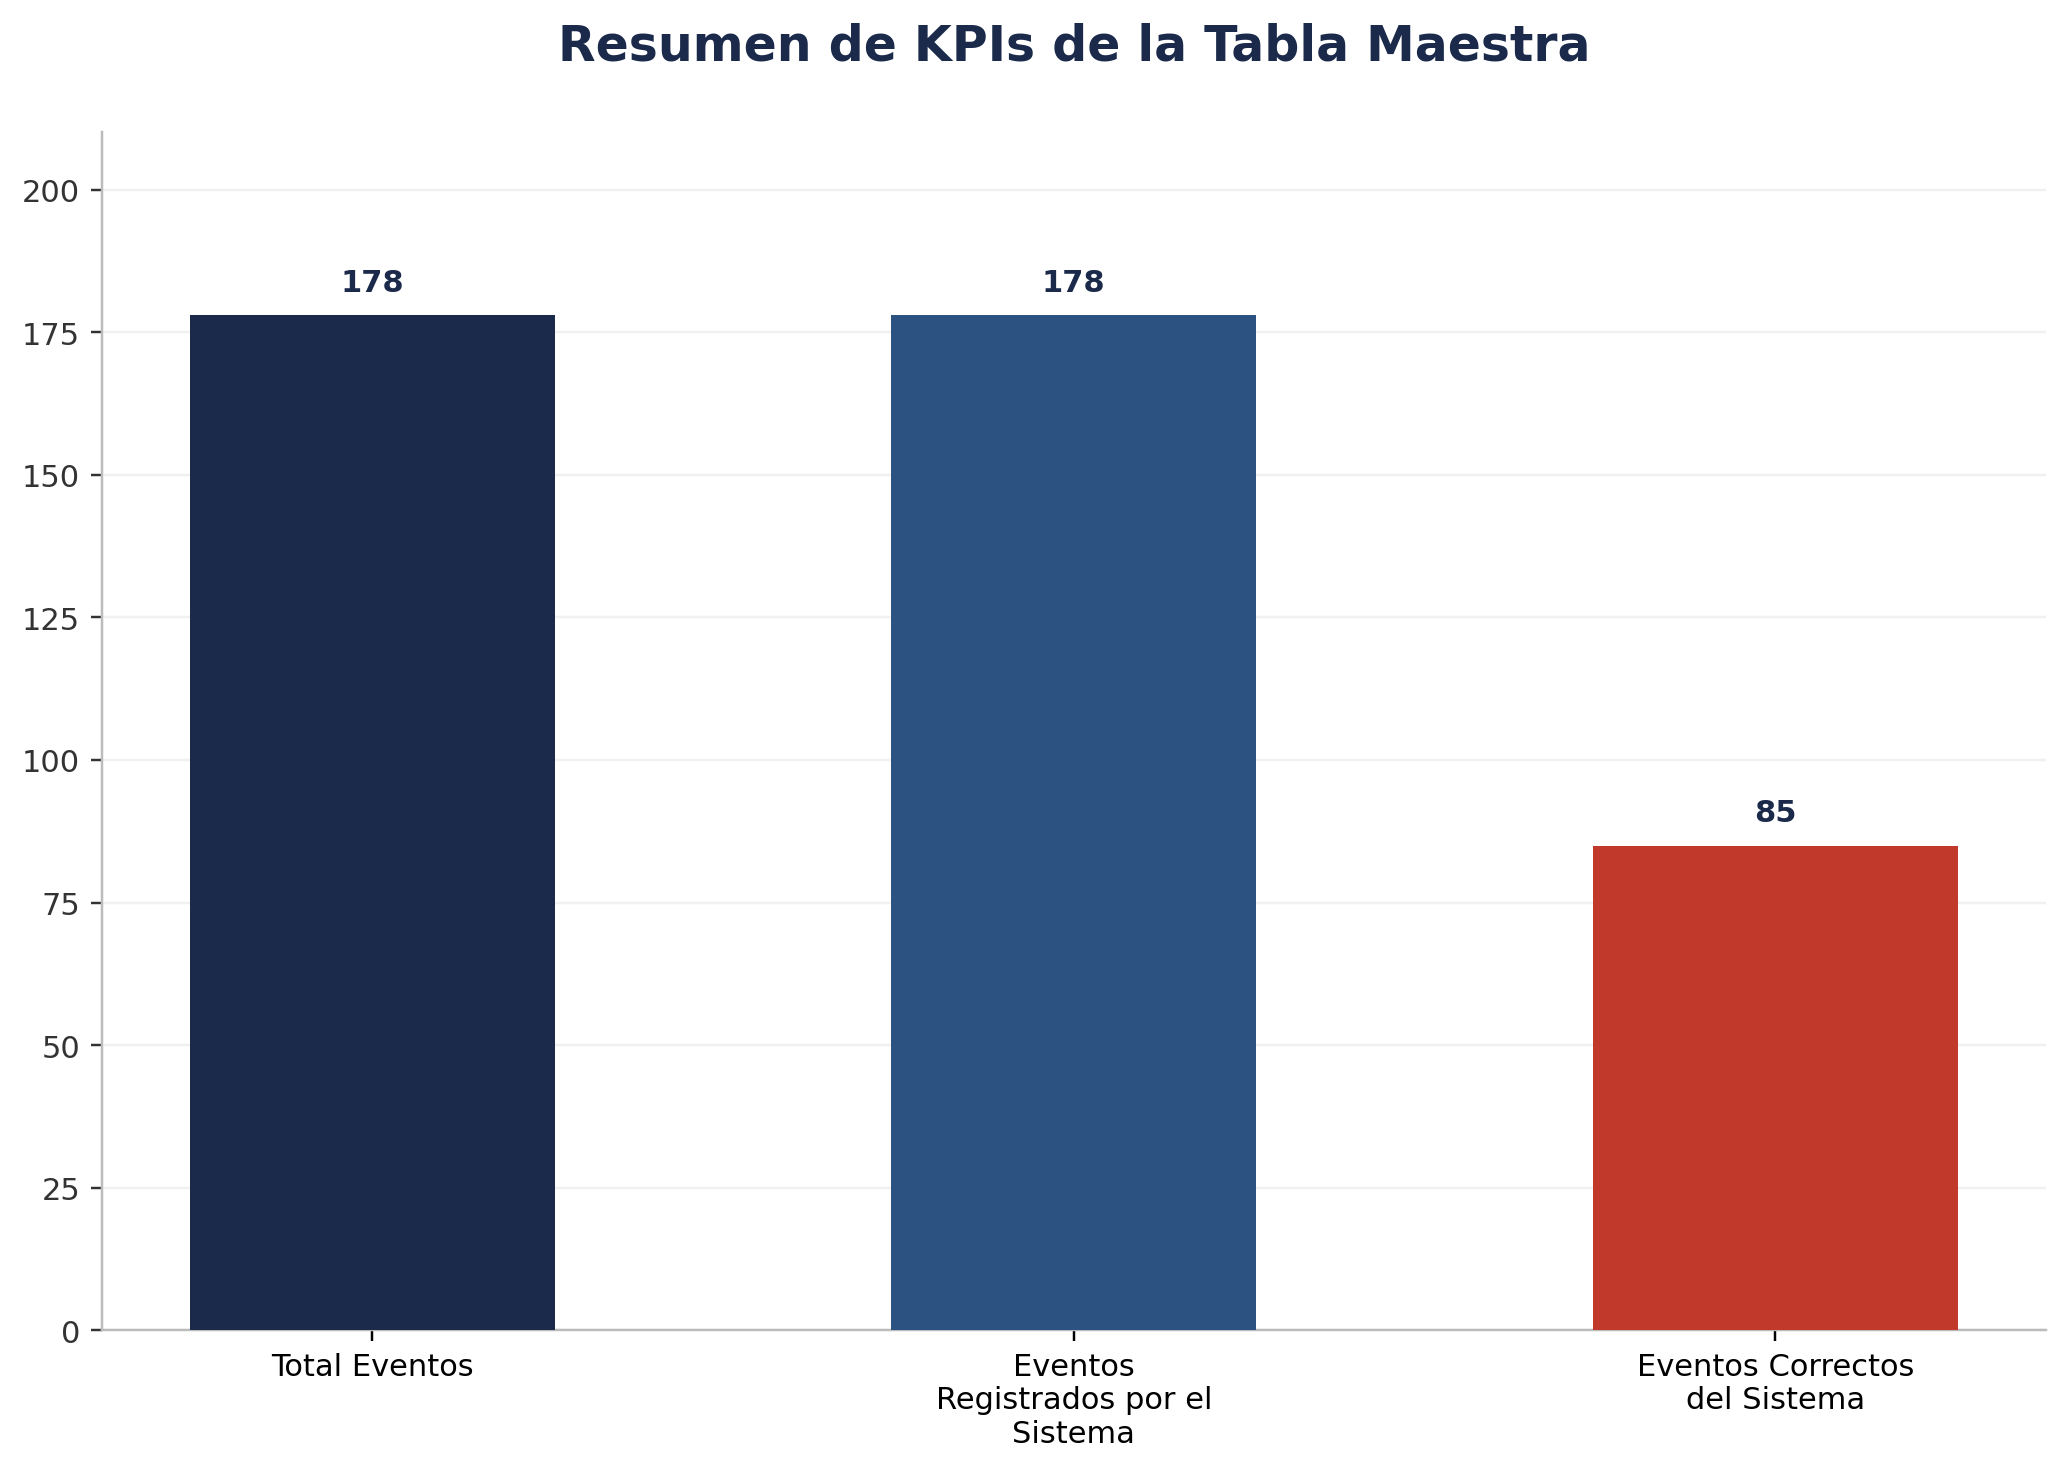 Resumen de KPIs de la Tabla Maestra
200
175
150
125
100
75
50
25
0
178
178
85
Total Eventos
Eventos
Registrados por el
Sistema
Eventos Correctos
del Sistema